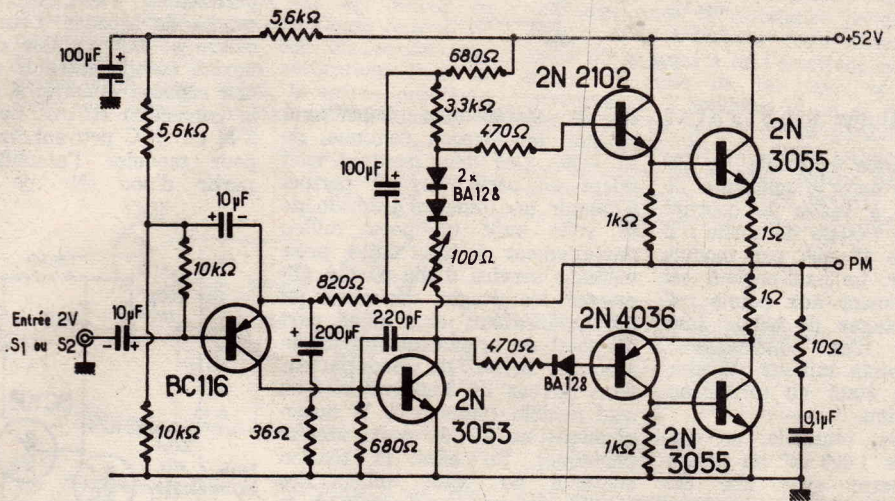 5,6kΩ
+52V
100µF
+
-
680Ω
2N 2102
3,3kΩ
2N
3055
5,6kΩ
470Ω
100µF
+
-
2x
BA128
10µF
+ -
1kΩ
1Ω
10kΩ
100Ω
PM
820Ω
1Ω
Entrée 2V
S1 ou S2
10µF
- +
220pF
2N 4036
200µF
+
-
470Ω
10Ω
BC116
BA128
2N
3053
10kΩ
36Ω
680Ω
1kΩ
2N
3055
0,1µF